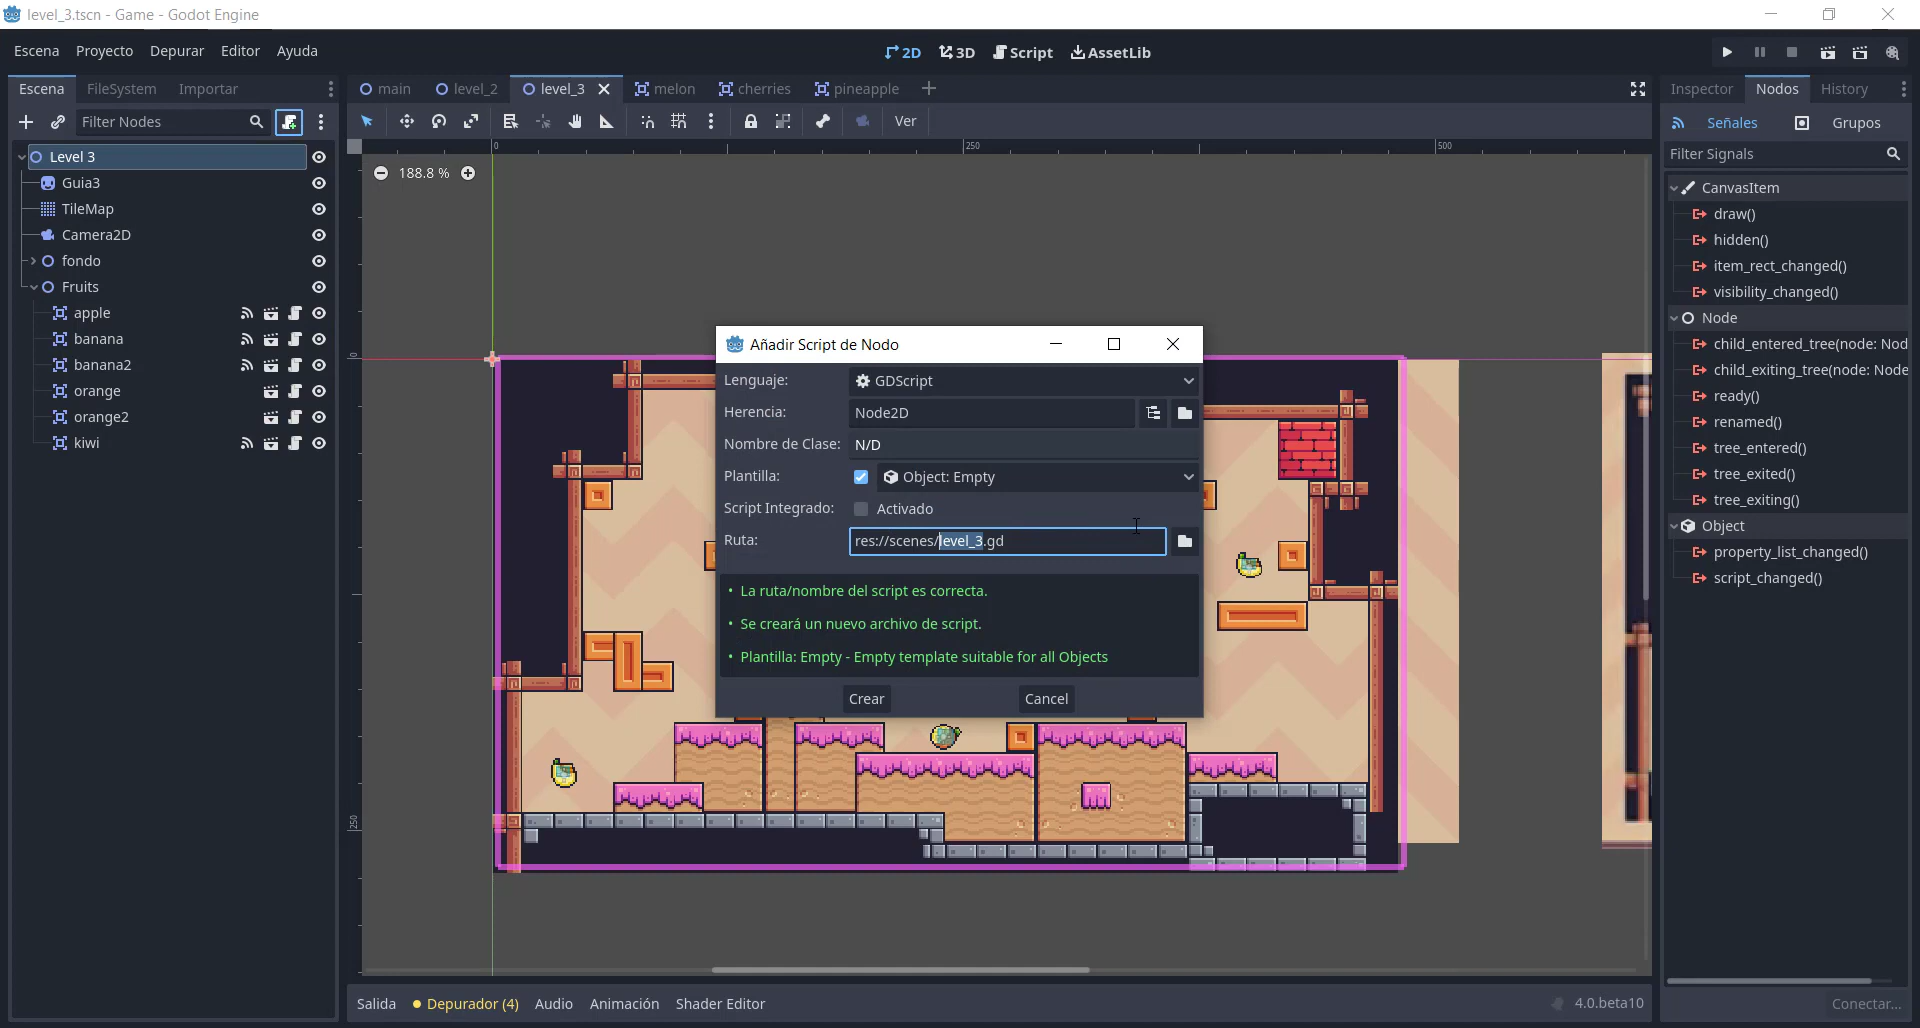 level_3.tscn - Game - Godot Engine
Escena Proyecto Depurar Editor Ayuda
2D 3D Script AssetLib
Escena FileSystem Importar
main level_2 level_3 melon cherries pineapple
Inspector Nodos History
Filter Nodes
Ver
Señales Grupos
Filter Signals
0 250 500
188.8 %
Level 3
Guia3
TileMap
Camera2D
fondo
Fruits
apple
banana
banana2
orange
orange2
kiwi
0
250
Añadir Script de Nodo
Lenguaje: GDScript
Herencia: Node2D
Nombre de Clase: N/D
Plantilla: Object: Empty
Script Integrado: Activado
Ruta: res://scenes/level_3.gd
• La ruta/nombre del script es correcta.
• Se creará un nuevo archivo de script.
• Plantilla: Empty - Empty template suitable for all Objects
Crear Cancel
CanvasItem
draw()
hidden()
item_rect_changed()
visibility_changed()
Node
child_entered_tree(node: Nod
child_exiting_tree(node: Node
ready()
renamed()
tree_entered()
tree_exited()
tree_exiting()
Object
property_list_changed()
script_changed()
Salida Depurador (4) Audio Animación Shader Editor
4.0.beta10
Conectar...